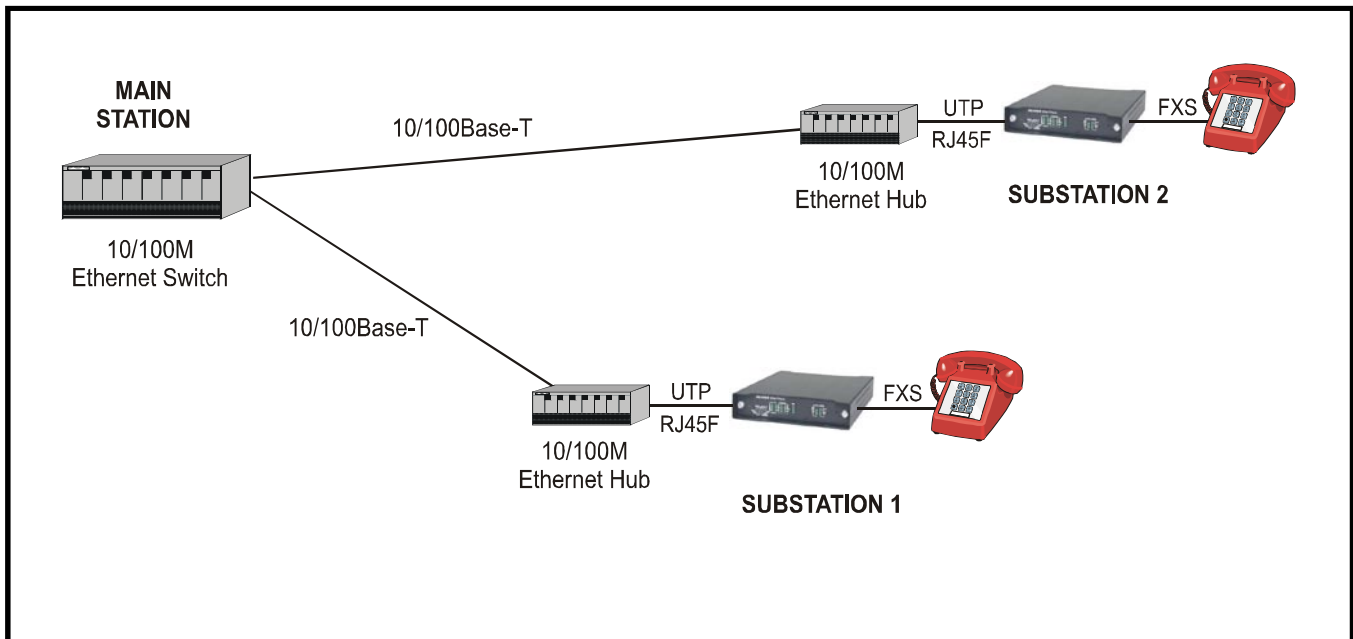 MAIN
STATION
10/100Base-T
UTP
RJ45F
FXS
10/100M
Ethernet Hub
SUBSTATION 2
10/100M
Ethernet Switch
10/100Base-T
UTP
RJ45F
FXS
10/100M
Ethernet Hub
SUBSTATION 1